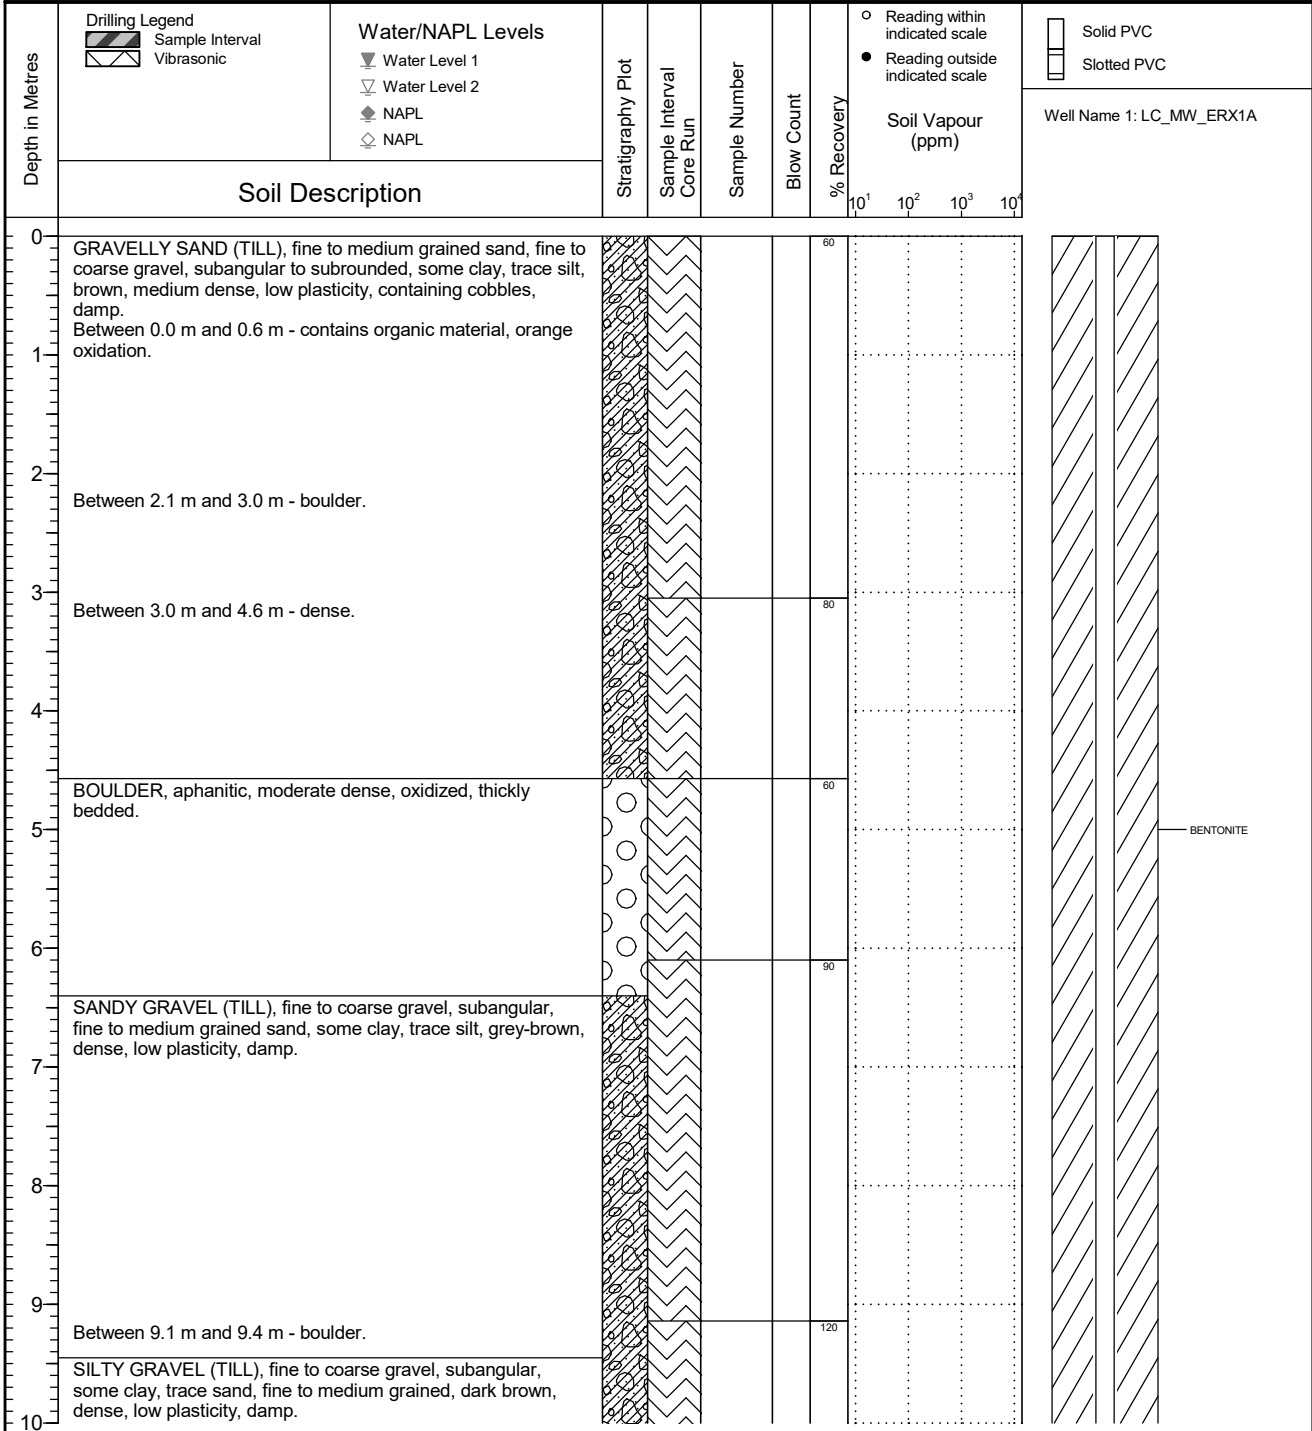 Depth in Metres
Drilling Legend
Sample Interval
Vibrasonic
Water/NAPL Levels
Water Level 1
Water Level 2
NAPL
NAPL
Soil Description
Stratigraphy Plot
Sample Interval
Core Run
Sample Number
Blow Count
% Recovery
Reading within
indicated scale
Reading outside
indicated scale
Soil Vapour
(ppm)
10¹ 10² 10³ 10⁴
Solid PVC
Slotted PVC
Well Name 1: LC_MW_ERX1A
0
GRAVELLY SAND (TILL), fine to medium grained sand, fine to
coarse gravel, subangular to subrounded, some clay, trace silt,
brown, medium dense, low plasticity, containing cobbles,
damp.
Between 0.0 m and 0.6 m - contains organic material, orange
oxidation.
60
1
2
Between 2.1 m and 3.0 m - boulder.
3
Between 3.0 m and 4.6 m - dense.
80
4
BOULDER, aphanitic, moderate dense, oxidized, thickly
bedded.
60
5
BENTONITE
6
90
SANDY GRAVEL (TILL), fine to coarse gravel, subangular,
fine to medium grained sand, some clay, trace silt, grey-brown,
dense, low plasticity, damp.
7
8
9
Between 9.1 m and 9.4 m - boulder.
120
SILTY GRAVEL (TILL), fine to coarse gravel, subangular,
some clay, trace sand, fine to medium grained, dark brown,
dense, low plasticity, damp.
10